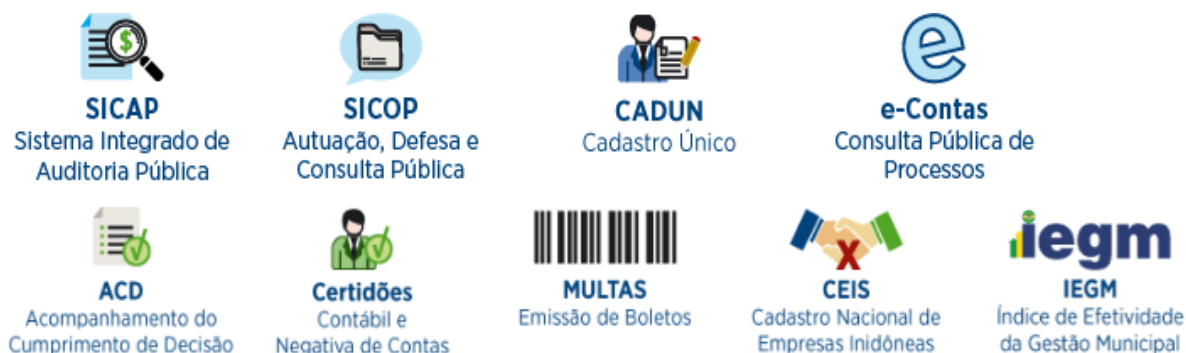 SICAP
Sistema Integrado de
Auditoria Pública
SICOP
Autuação, Defesa e
Consulta Pública
CADUN
Cadastro Único
e
e-Contas
Consulta Pública de
Processos
ACD
Acompanhamento do
Cumprimento de Decisão
Certidões
Contábil e
Negativa de Contas
MULTAS
Emissão de Boletos
CEIS
Cadastro Nacional de
Empresas Inidôneas
iegm
IEGM
Índice de Efetividade
da Gestão Municipal